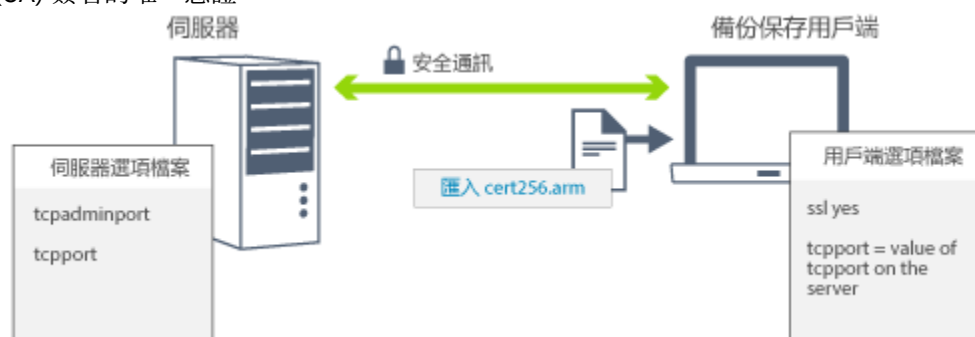 伺服器
備份保存用戶端
安全通訊
伺服器選項檔案
tcpadminport
tcpport
匯入 cert256.arm
用戶端選項檔案
ssl yes
tcpport = value of
tcpport on the
server